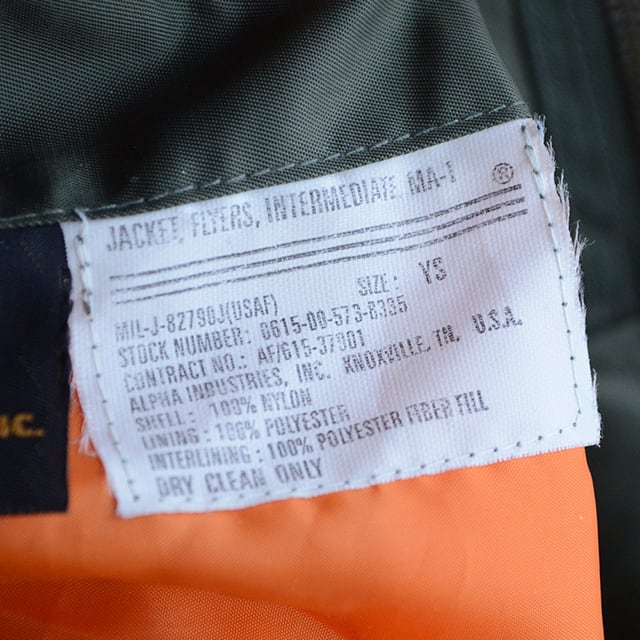 JACKET, FLYERS, INTERMEDIATE, MA-1 ®
SIZE: YS
MIL-J-82790J(USAF)
STOCK NUMBER: 0615-00-573-8335
CONTRACT NO.: AF/615-37901
ALPHA INDUSTRIES, INC. KNOXVILLE, TN, U.S.A.
SHELL: 100% NYLON
LINING: 100% POLYESTER
INTERLINING: 100% POLYESTER FIBER FILL
DRY CLEAN ONLY